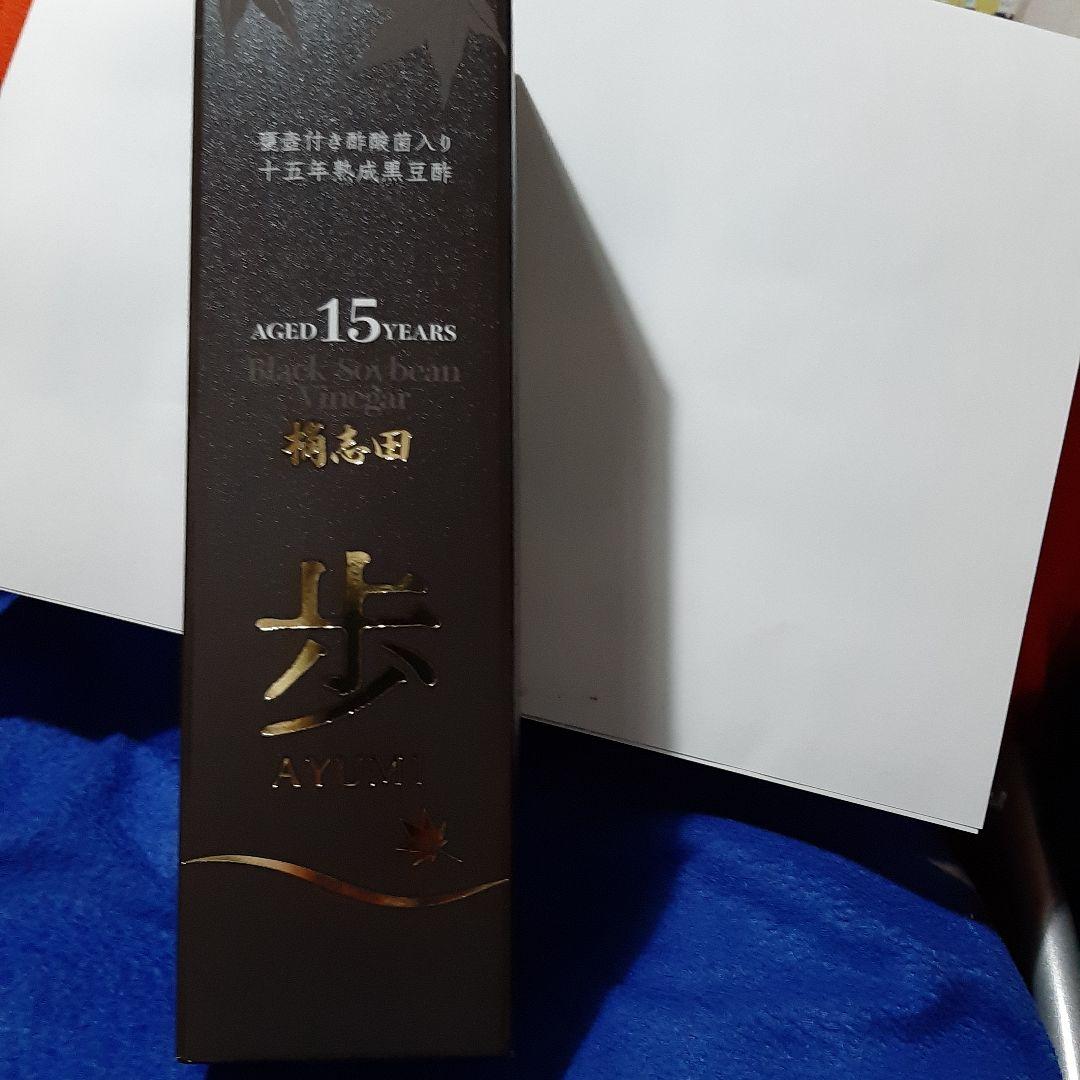 裏壺付き酢酸菌入り
十五年熟成黒豆酢
AGED 15 YEARS
Black Soybean
Vinegar
桷志田
歩
AYUMI